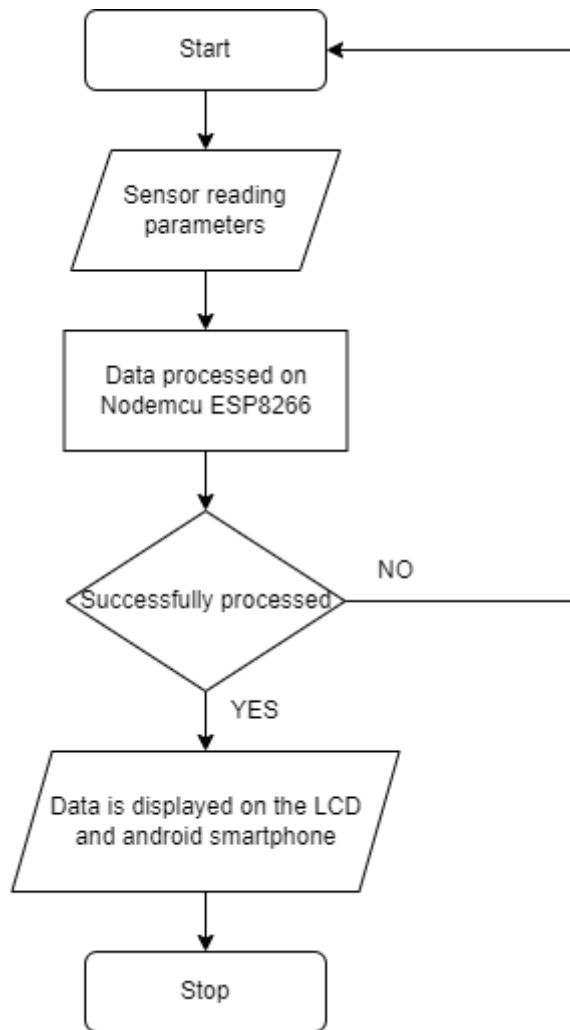 Start
Sensor reading
parameters
Data processed on
Nodemcu ESP8266
Successfully processed
NO
YES
Data is displayed on the LCD
and android smartphone
Stop